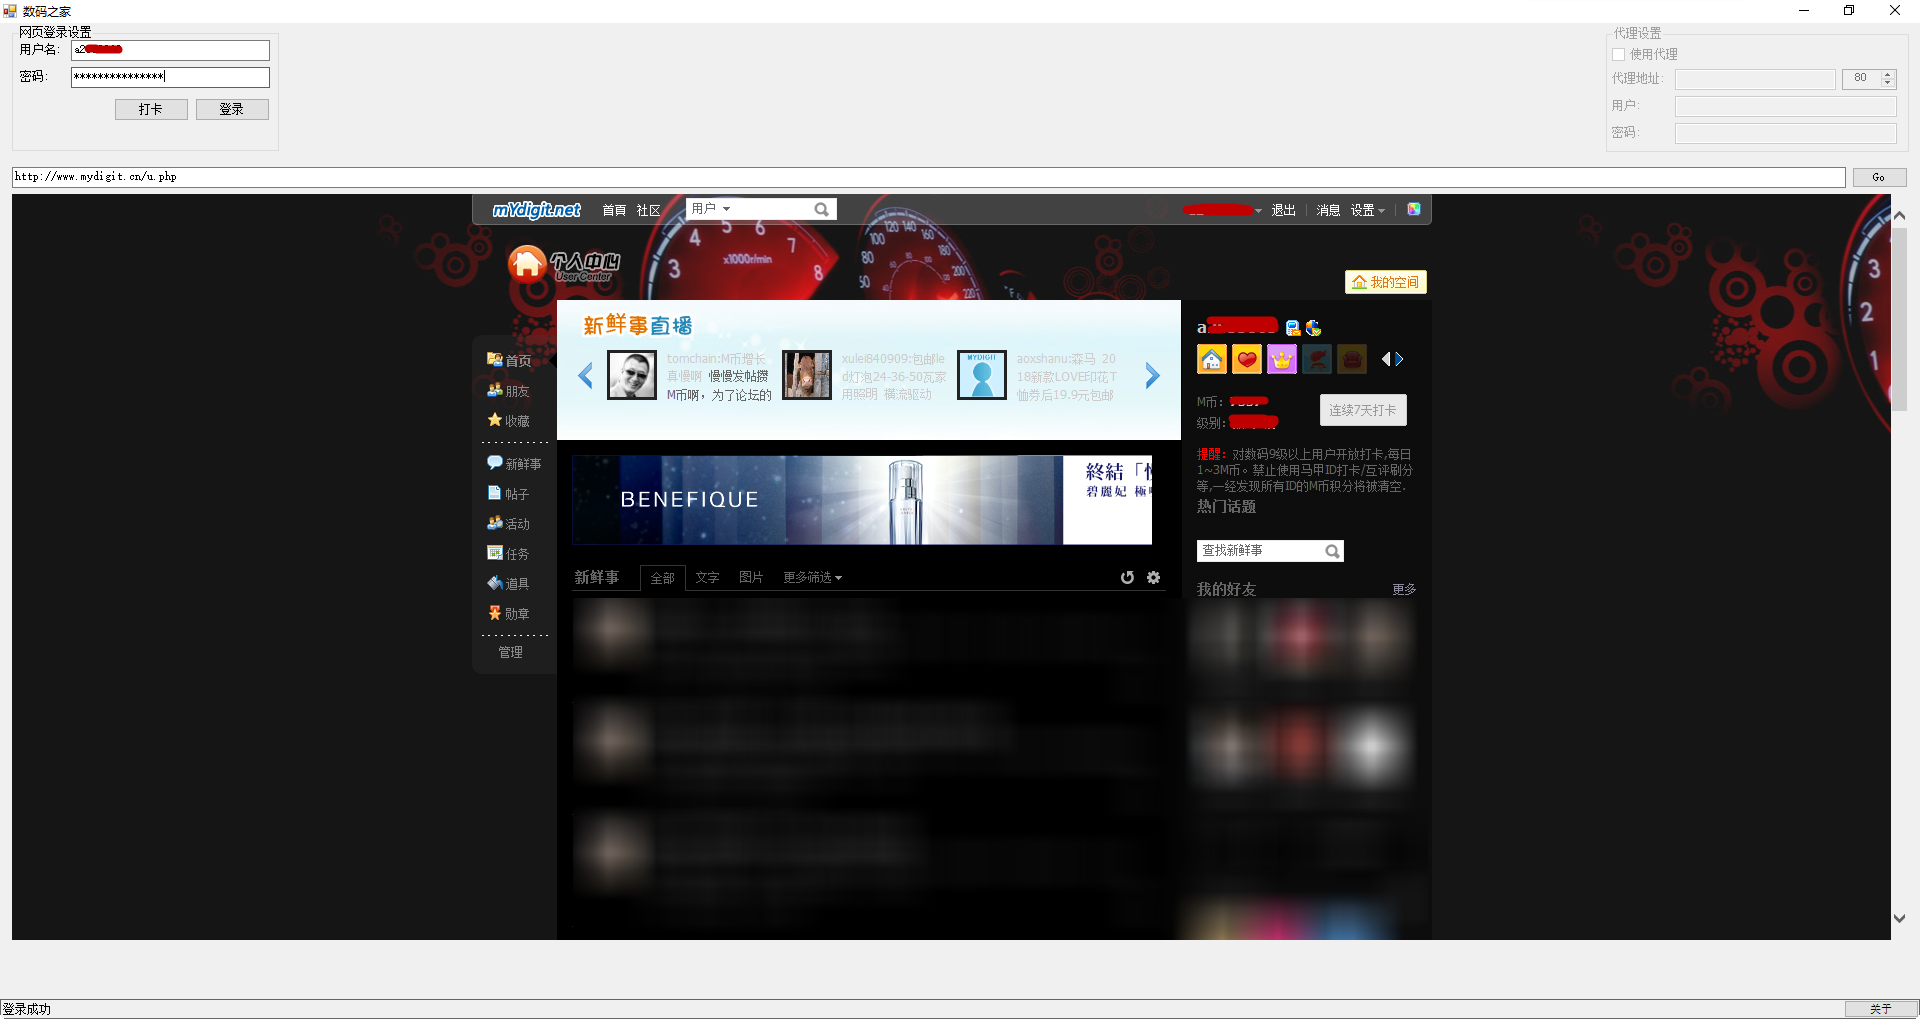 数码之家
网页登录设置
用户名:
密码: ***************
打卡 登录
代理设置
使用代理
代理地址: 80
用户:
密码:
http://www.mydigit.cn/u.php Go
mYdigit.net 首頁 社区 用户 退出 消息 设置
个人中心
User Center
我的空间
新鲜事直播
tomchain:M币增长
真慢啊 慢慢发帖攒
M币啊，为了论坛的
xulei840909:包邮le
d灯泡24-36-50瓦家
用照明 横流驱动
MYDIGIT
aoxshanu:森马 20
18新款LOVE印花T
恤券后19.9元包邮
首页
朋友
收藏
新鲜事
帖子
活动
任务
道具
勋章
管理
BENEFIQUE
終結「
碧麗妃 極
新鲜事 全部 文字 图片 更多筛选
M币:
级别:
连续7天打卡
提醒: 对数码9级以上用户开放打卡,每日
1~3M币。禁止使用马甲ID打卡/互评刷分
等,一经发现所有ID的M币积分将被清空.
热门话题
查找新鲜事
我的好友 更多
登录成功 关于